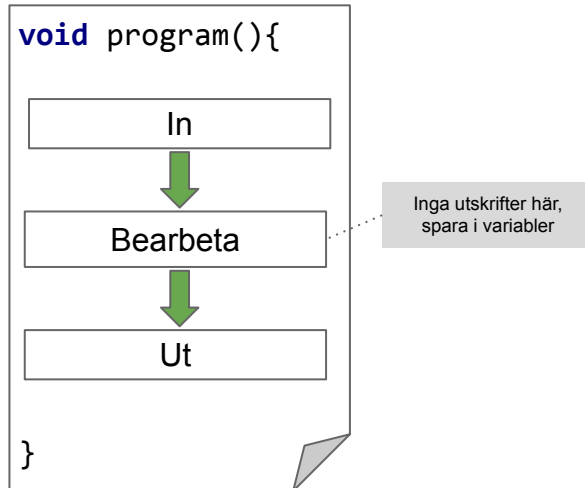 void program(){
In
Bearbeta
Inga utskrifter här,
spara i variabler
Ut
}